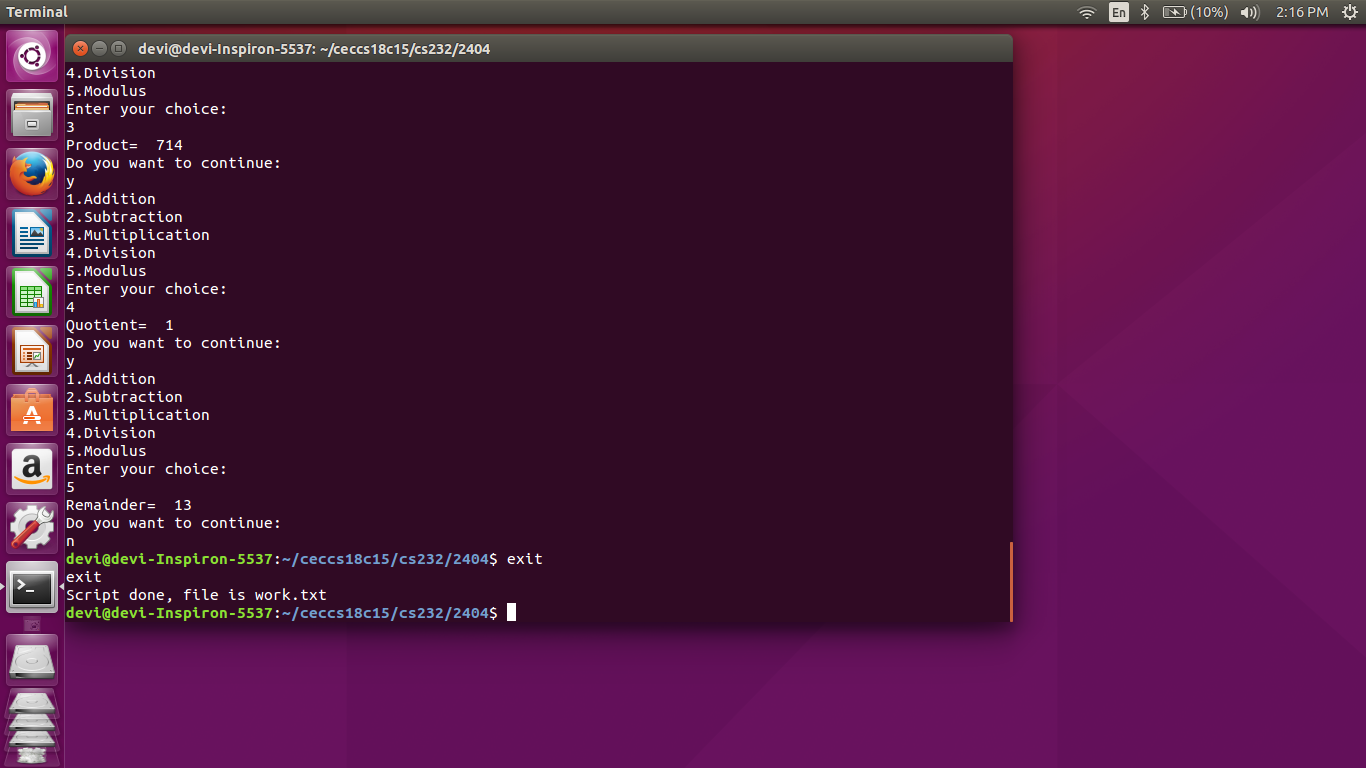 Terminal
En
(10%)
2:16 PM
devi@devi-Inspiron-5537: ~/ceccs18c15/cs232/2404
4.Division
5.Modulus
Enter your choice:
3
Product=  714
Do you want to continue:
y
1.Addition
2.Subtraction
3.Multiplication
4.Division
5.Modulus
Enter your choice:
4
Quotient=  1
Do you want to continue:
y
1.Addition
2.Subtraction
3.Multiplication
4.Division
5.Modulus
Enter your choice:
5
Remainder=  13
Do you want to continue:
n
devi@devi-Inspiron-5537:~/ceccs18c15/cs232/2404$ exit
exit
Script done, file is work.txt
devi@devi-Inspiron-5537:~/ceccs18c15/cs232/2404$